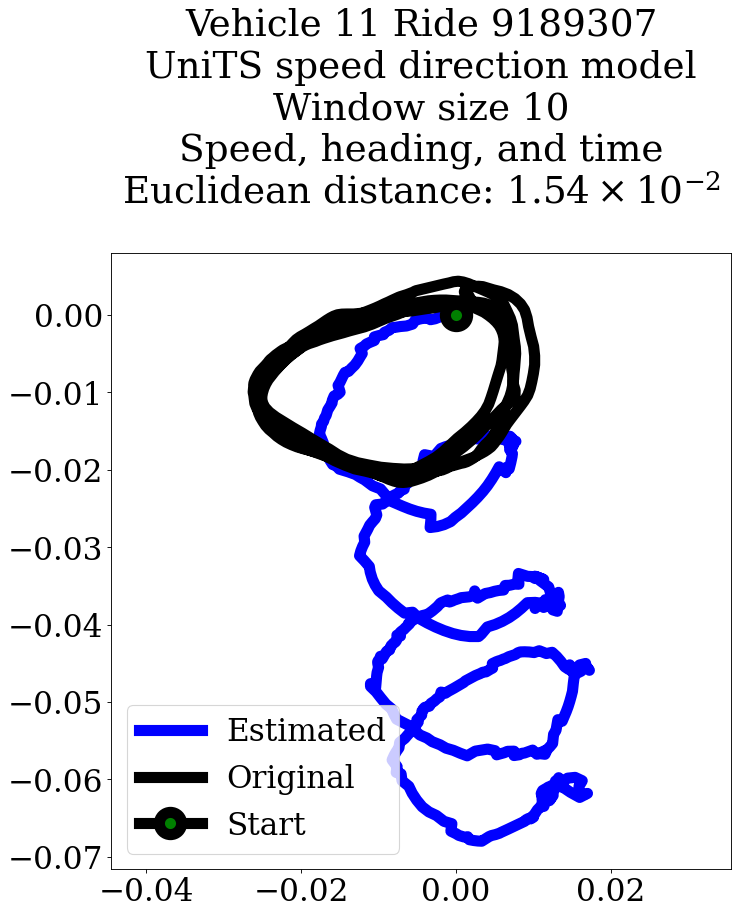 Vehicle 11 Ride 9189307
UniTS speed direction model
Window size 10
Speed, heading, and time
Euclidean distance: 1.54 × 10⁻²
0.00
−0.01
−0.02
−0.03
−0.04
−0.05
−0.06
−0.07
Estimated
Original
Start
−0.04 −0.02 0.00 0.02